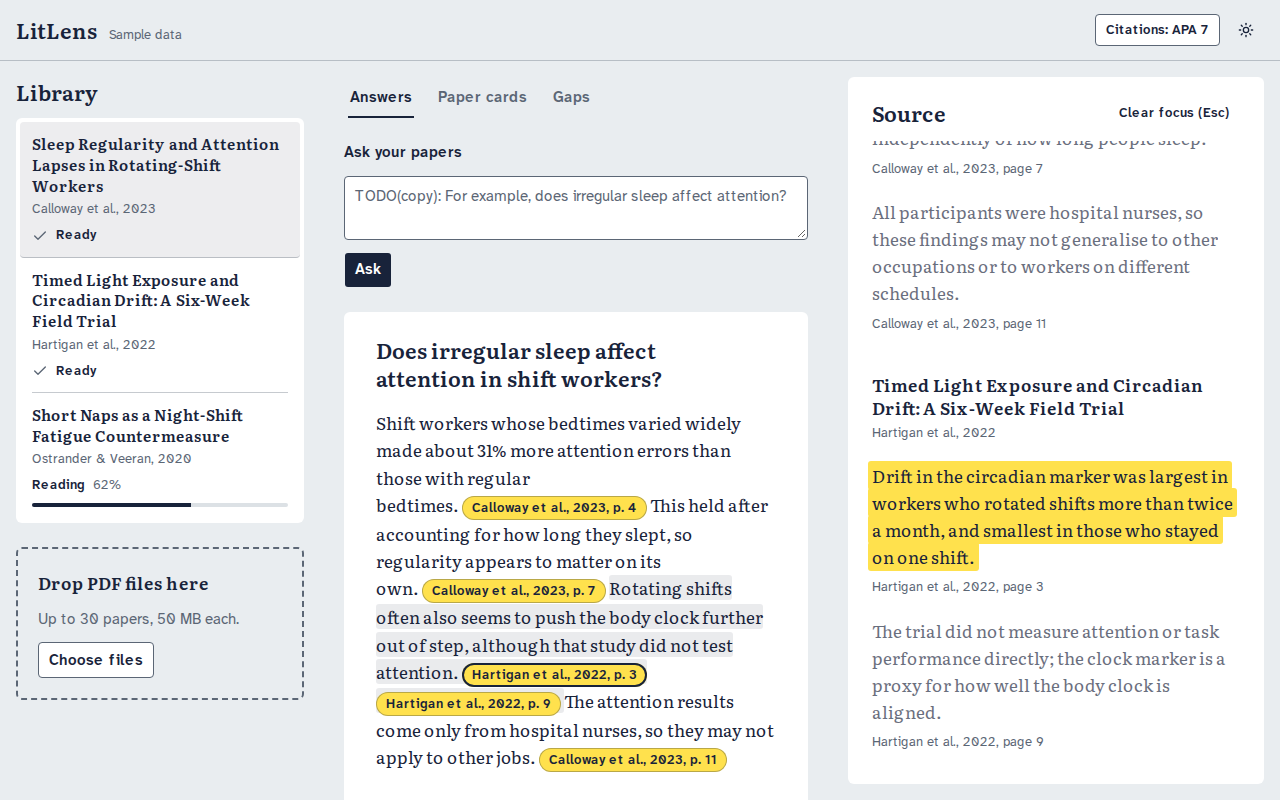 LitLens Sample data
Citations: APA 7
Library
Sleep Regularity and Attention
Lapses in Rotating-Shift
Workers
Calloway et al., 2023
Ready
Timed Light Exposure and
Circadian Drift: A Six-Week
Field Trial
Hartigan et al., 2022
Ready
Short Naps as a Night-Shift
Fatigue Countermeasure
Ostrander & Veeran, 2020
Reading 62%
Drop PDF files here
Up to 30 papers, 50 MB each.
Choose files
Answers Paper cards Gaps
Ask your papers
TODO(copy): For example, does irregular sleep affect attention?
Ask
Does irregular sleep affect
attention in shift workers?
Shift workers whose bedtimes varied widely
made about 31% more attention errors than
those with regular
bedtimes. Calloway et al., 2023, p. 4 This held after
accounting for how long they slept, so
regularity appears to matter on its
own. Calloway et al., 2023, p. 7 Rotating shifts
often also seems to push the body clock further
out of step, although that study did not test
attention. Hartigan et al., 2022, p. 3
Hartigan et al., 2022, p. 9 The attention results
come only from hospital nurses, so they may not
apply to other jobs. Calloway et al., 2023, p. 11
Source
Clear focus (Esc)
independently of how long people sleep.
Calloway et al., 2023, page 7
All participants were hospital nurses, so
these findings may not generalise to other
occupations or to workers on different
schedules.
Calloway et al., 2023, page 11
Timed Light Exposure and Circadian
Drift: A Six-Week Field Trial
Hartigan et al., 2022
Drift in the circadian marker was largest in
workers who rotated shifts more than twice
a month, and smallest in those who stayed
on one shift.
Hartigan et al., 2022, page 3
The trial did not measure attention or task
performance directly; the clock marker is a
proxy for how well the body clock is
aligned.
Hartigan et al., 2022, page 9